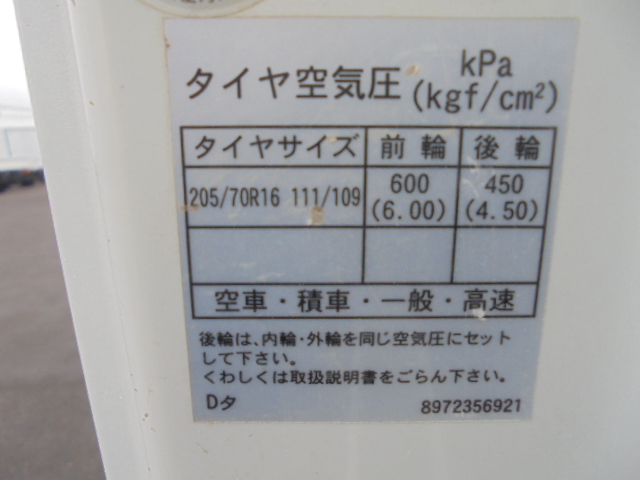 タイヤ空気圧 kPa
(kgf/cm²)
タイヤサイズ 前輪 後輪
205/70R16 111/109 600 450
(6.00) (4.50)
空車・積車・一般・高速
後輪は、内輪・外輪を同じ空気圧にセット
して下さい。
くわしくは取扱説明書をごらん下さい。
Dタ 8972356921